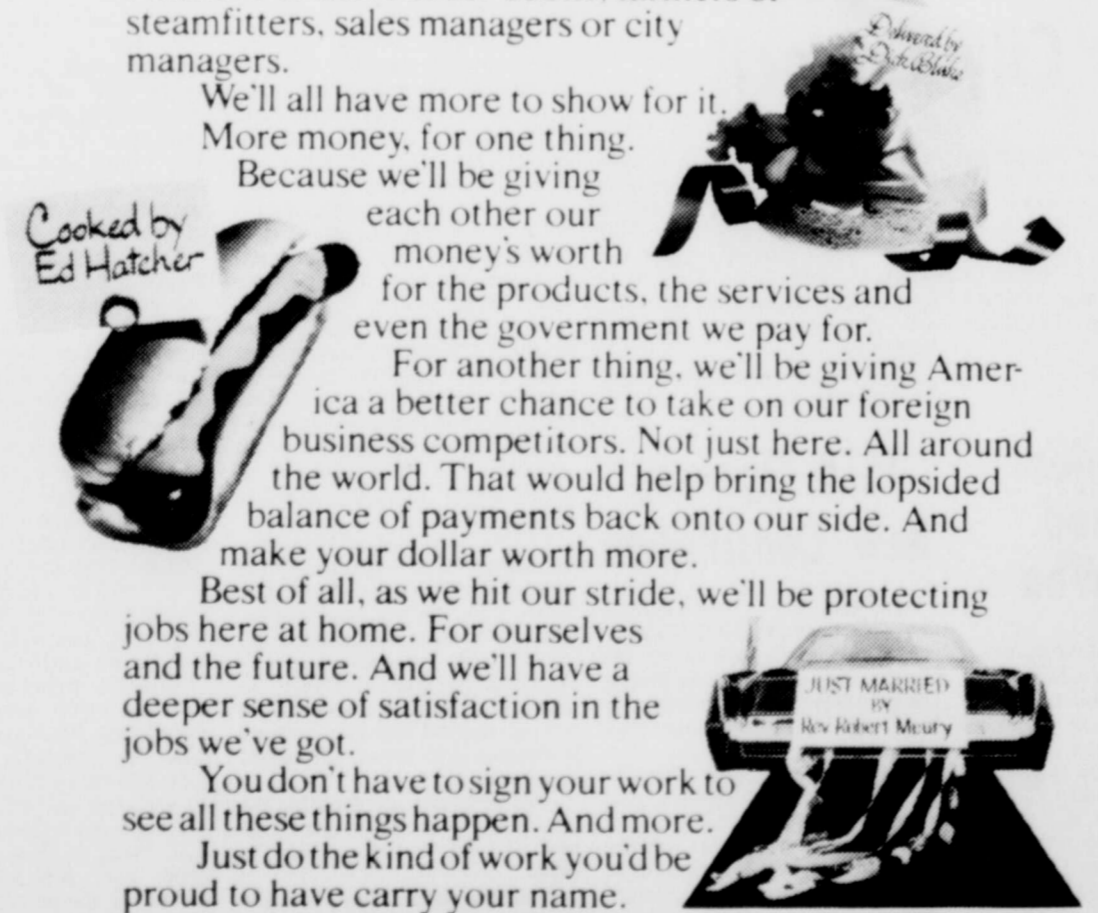 steamfitters, sales managers or city
managers.
We'll all have more to show for it.
More money, for one thing.
Because we'll be giving
each other our
money's worth
for the products, the services and
even the government we pay for.
For another thing, we'll be giving Amer-
ica a better chance to take on our foreign
business competitors. Not just here. All around
the world. That would help bring the lopsided
balance of payments back onto our side. And
make your dollar worth more.
Best of all, as we hit our stride, we'll be protecting
jobs here at home. For ourselves
and the future. And we'll have a
deeper sense of satisfaction in the
jobs we've got.
You don't have to sign your work to
see all these things happen. And more.
Just do the kind of work you'd be
proud to have carry your name.
Delivered by
Dick Blake
Cooked by
Ed Hatcher
JUST MARRIED
BY
Rev Robert Meury